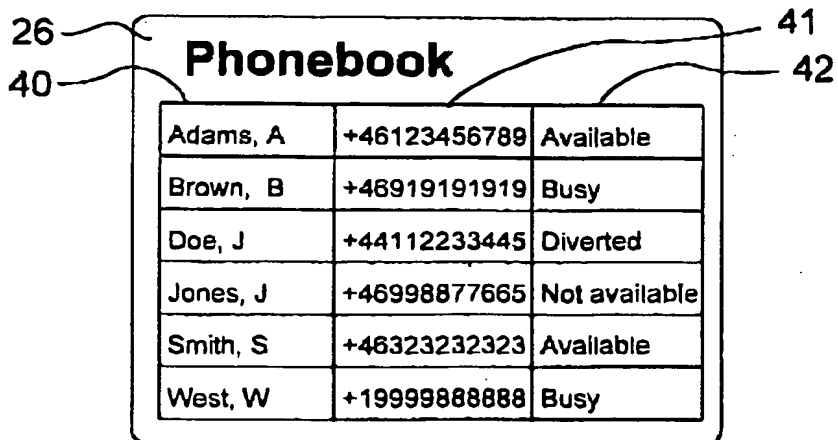 26
41
Phonebook
40
42
Adams, A +46123456789 Available
Brown, B +46919191919 Busy
Doe, J +44112233445 Diverted
Jones, J +46998877665 Not available
Smith, S +46323232323 Available
West, W +19999888888 Busy